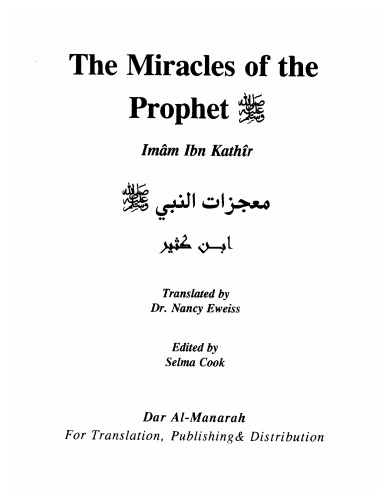 The Miracles of the
Prophet ﷺ
Imâm Ibn Kathîr
معجزات النبي ﷺ
ابن كثير
Translated by
Dr. Nancy Eweiss
Edited by
Selma Cook
Dar Al-Manarah
For Translation, Publishing& Distribution